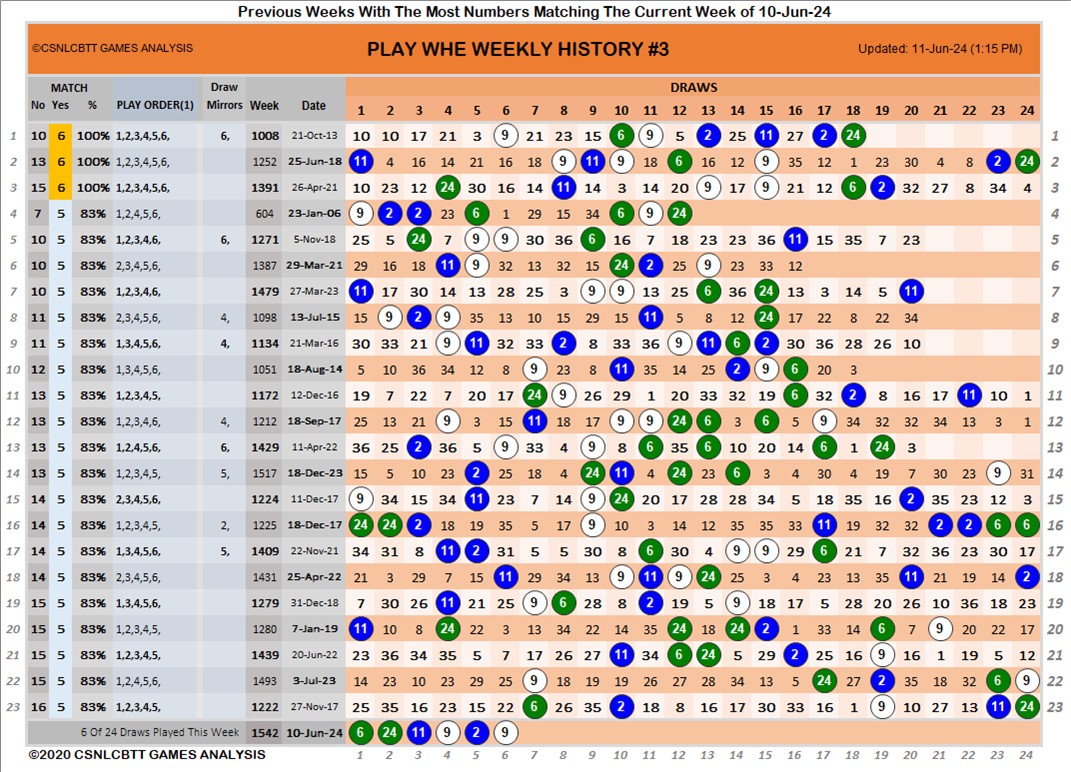 Previous Weeks With The Most Numbers Matching The Current Week of 10-Jun-24
©CSNLCBTT GAMES ANALYSIS PLAY WHE WEEKLY HISTORY #3 Updated: 11-Jun-24 (1:15 PM)
MATCH Draw DRAWS
No Yes % PLAY ORDER(1) Mirrors Week Date 1 2 3 4 5 6 7 8 9 10 11 12 13 14 15 16 17 18 19 20 21 22 23 24
1 10 6 100% 1,2,3,4,5,6, 6, 1008 21-Oct-13 10 10 17 21 3 9 21 23 15 6 9 5 2 25 11 27 2 24 1
2 13 6 100% 1,2,3,4,5,6, 1252 25-Jun-18 11 4 16 14 21 16 18 9 11 9 18 6 16 12 9 35 12 1 23 30 4 8 2 24 2
3 15 6 100% 1,2,3,4,5,6, 1391 26-Apr-21 10 23 12 24 30 16 14 11 14 3 14 20 9 17 9 21 12 6 2 32 27 8 34 4 3
4 7 5 83% 1,2,4,5,6, 604 23-Jan-06 9 2 2 23 6 1 29 15 34 6 9 24 4
5 10 5 83% 1,2,3,4,6, 6, 1271 5-Nov-18 25 5 24 7 9 9 30 36 6 16 7 18 23 23 36 11 15 35 7 23 5
6 10 5 83% 2,3,4,5,6, 1387 29-Mar-21 29 16 18 11 9 32 13 32 15 24 2 25 9 23 33 12 6
7 10 5 83% 1,2,3,4,6, 1479 27-Mar-23 11 17 30 14 13 28 25 3 9 9 13 25 6 36 24 13 3 14 5 11 7
8 11 5 83% 2,3,4,5,6, 4, 1098 13-Jul-15 15 9 2 9 35 13 10 15 29 15 11 5 8 12 24 17 22 8 22 34 8
9 11 5 83% 1,3,4,5,6, 4, 1134 21-Mar-16 30 33 21 9 11 32 33 2 8 33 36 9 11 6 2 30 36 28 26 10 9
10 12 5 83% 1,3,4,5,6, 1051 18-Aug-14 5 10 36 34 12 8 9 23 8 11 35 14 25 2 9 6 20 3 10
11 12 5 83% 1,2,3,4,5, 1172 12-Dec-16 19 7 22 7 20 17 24 9 26 29 1 20 33 32 19 6 32 2 8 16 17 11 10 1 11
12 13 5 83% 1,2,3,4,6, 4, 1212 18-Sep-17 25 13 21 9 3 15 11 18 17 9 9 24 6 3 6 5 9 34 32 32 34 13 3 1 12
13 13 5 83% 1,2,4,5,6, 6, 1429 11-Apr-22 36 25 2 36 5 9 33 4 9 8 6 35 6 10 20 14 6 1 24 3 13
14 13 5 83% 1,2,3,4,5, 5, 1517 18-Dec-23 15 5 10 23 2 25 18 4 24 11 4 24 23 6 3 4 30 4 19 7 30 23 9 31 14
15 14 5 83% 2,3,4,5,6, 1224 11-Dec-17 9 34 15 34 11 23 7 14 9 24 20 17 28 28 34 5 18 35 16 2 35 23 12 3 15
16 14 5 83% 1,2,3,4,5, 2, 1225 18-Dec-17 24 24 2 18 19 35 5 17 9 10 3 14 12 35 35 33 11 19 32 32 2 2 6 6 16
17 14 5 83% 1,3,4,5,6, 5, 1409 22-Nov-21 34 31 8 11 2 31 5 5 30 8 6 30 4 9 9 29 6 21 7 32 36 23 30 17 17
18 14 5 83% 2,3,4,5,6, 1431 25-Apr-22 21 3 29 7 15 11 29 34 13 9 11 9 24 25 3 4 23 13 35 11 21 19 14 2 18
19 15 5 83% 1,3,4,5,6, 1279 31-Dec-18 7 30 26 11 21 25 9 6 28 8 2 19 5 9 18 17 5 28 20 26 10 36 18 23 19
20 15 5 83% 1,2,3,4,5, 1280 7-Jan-19 11 10 8 24 22 3 13 34 22 14 35 24 18 24 2 17 33 14 6 7 9 20 22 17 20
21 15 5 83% 1,2,3,4,5, 1439 20-Jun-22 23 36 34 35 5 7 17 26 27 11 34 6 24 5 29 2 25 16 9 16 1 19 5 12 21
22 15 5 83% 1,2,4,5,6, 1493 3-Jul-23 14 23 10 23 29 25 9 18 19 19 26 27 28 34 13 5 24 27 2 35 18 32 6 9 22
23 16 5 83% 1,2,3,4,5, 1222 27-Nov-17 25 35 16 23 15 22 6 26 35 2 18 8 16 17 30 33 16 1 9 10 27 13 11 24 23
6 Of 24 Draws Played This Week 1542 10-Jun-24 6 24 11 9 2 9
©2020 CSNLCBTT GAMES ANALYSIS 1 2 3 4 5 6 7 8 9 10 11 12 13 14 15 16 17 18 19 20 21 22 23 24